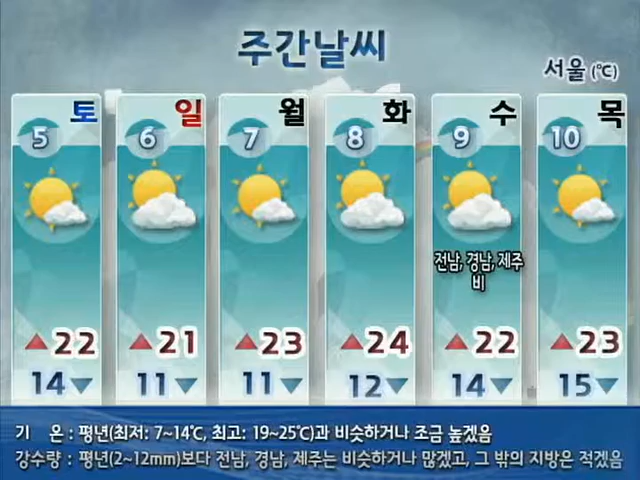 주간날씨
서울 (℃)
토 일 월 화 수 목
5 6 7 8 9 10
전남, 경남, 제주
비
▲22 ▲21 ▲23 ▲24 ▲22 ▲23
14▼ 11▼ 11▼ 12▼ 14▼ 15▼
기 온 : 평년(최저: 7~14℃, 최고: 19~25℃)과 비슷하거나 조금 높겠음
강수량 : 평년(2~12mm)보다 전남, 경남, 제주는 비슷하거나 많겠고, 그 밖의 지방은 적겠음